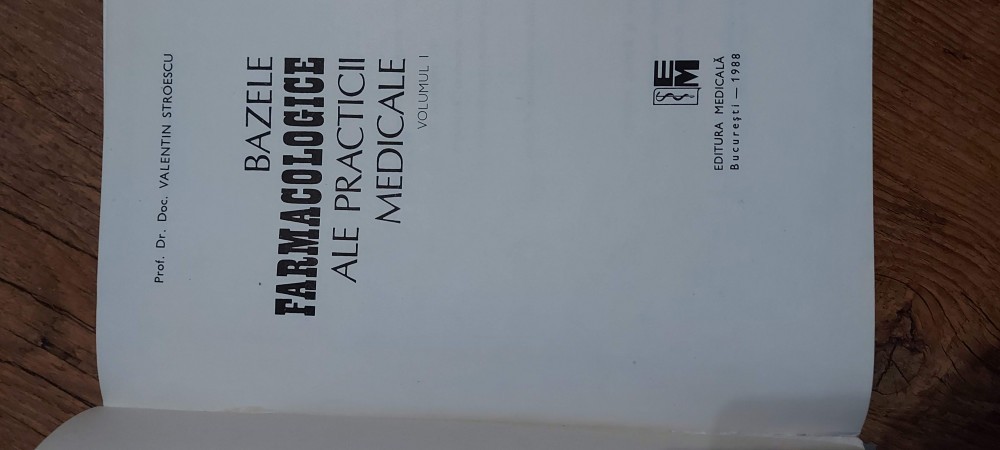 Prof. Dr. Doc. VALENTIN STROESCU
BAZELE
FARMACOLOGICE
ALE PRACTICII
MEDICALE
VOLUMUL I
EM
EDITURA MEDICALĂ
București — 1988